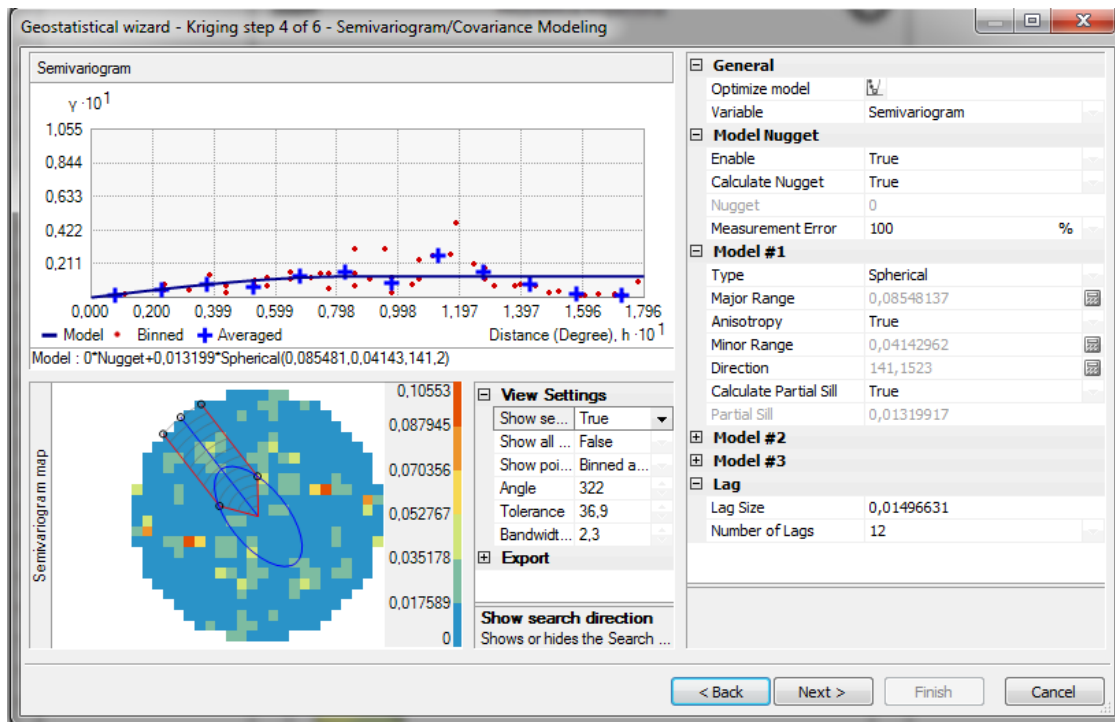 Geostatistical wizard - Kriging step 4 of 6 - Semivariogram/Covariance Modeling
Semivariogram
γ ·10¹
1,055
0,844
0,633
0,422
0,211
0,000 0,200 0,399 0,599 0,798 0,998 1,197 1,397 1,596 1,796
Model Binned Averaged Distance (Degree), h ·10¹
Model : 0*Nugget+0,013199*Spherical(0,085481,0,04143,141,2)
Semivariogram map
0,10553
0,087945
0,070356
0,052767
0,035178
0,017589
0
View Settings
Show se... True
Show all ... False
Show poi... Binned a...
Angle 322
Tolerance 36,9
Bandwidt... 2,3
Export
Show search direction
Shows or hides the Search ...
General
Optimize model
Variable Semivariogram
Model Nugget
Enable True
Calculate Nugget True
Nugget 0
Measurement Error 100 %
Model #1
Type Spherical
Major Range 0,08548137
Anisotropy True
Minor Range 0,04142962
Direction 141,1523
Calculate Partial Sill True
Partial Sill 0,01319917
Model #2
Model #3
Lag
Lag Size 0,01496631
Number of Lags 12
< Back Next > Finish Cancel